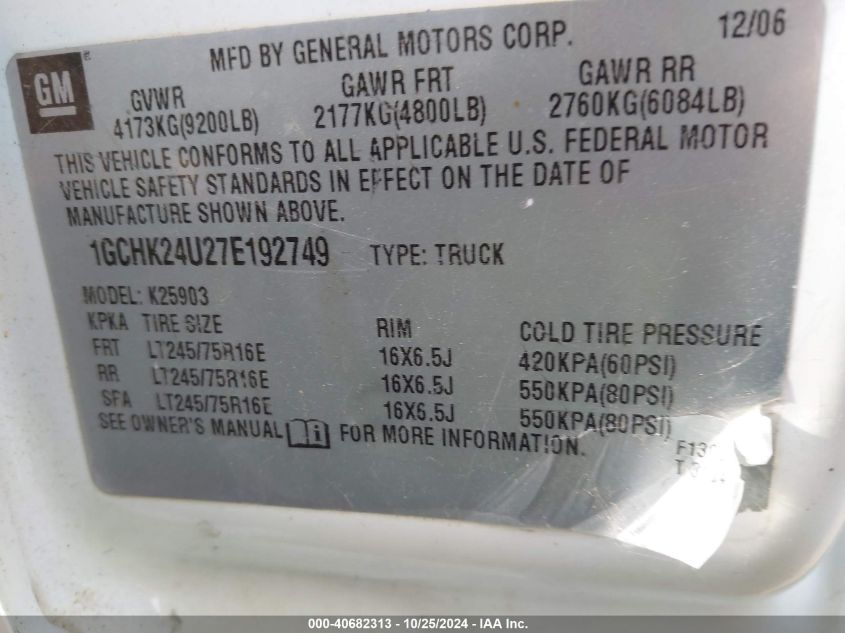 12/06
MFD BY GENERAL MOTORS CORP.
GM
GVWR GAWR FRT GAWR RR
4173KG(9200LB) 2177KG(4800LB) 2760KG(6084LB)
THIS VEHICLE CONFORMS TO ALL APPLICABLE U.S. FEDERAL MOTOR
VEHICLE SAFETY STANDARDS IN EFFECT ON THE DATE OF
MANUFACTURE SHOWN ABOVE.
1GCHK24U27E192749 TYPE: TRUCK
MODEL: K25903
KPKA TIRE SIZE RIM COLD TIRE PRESSURE
FRT LT245/75R16E 16X6.5J 420KPA(60PSI)
RR LT245/75R16E 16X6.5J 550KPA(80PSI)
SFA LT245/75R16E 16X6.5J 550KPA(80PSI)
SEE OWNER'S MANUAL FOR MORE INFORMATION.
000-40682313 - 10/25/2024 - IAA Inc.